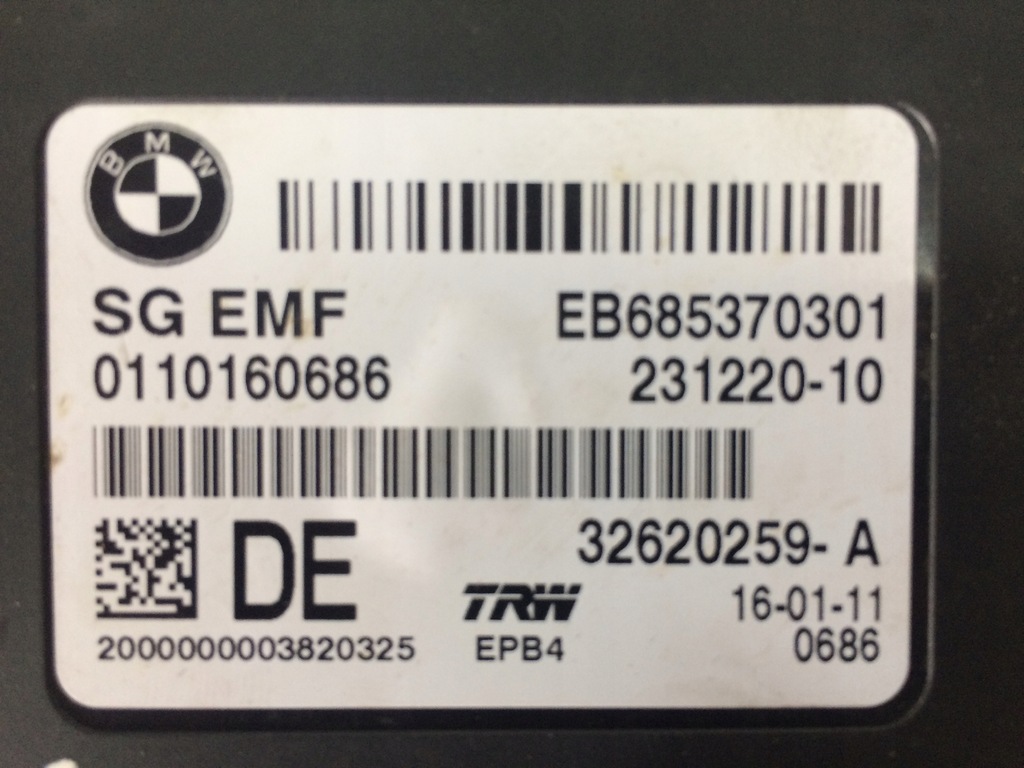 BMW
SG EMF EB685370301
0110160686 231220-10
DE 32620259- A
TRW 16-01-11
2000000003820325 EPB4 0686